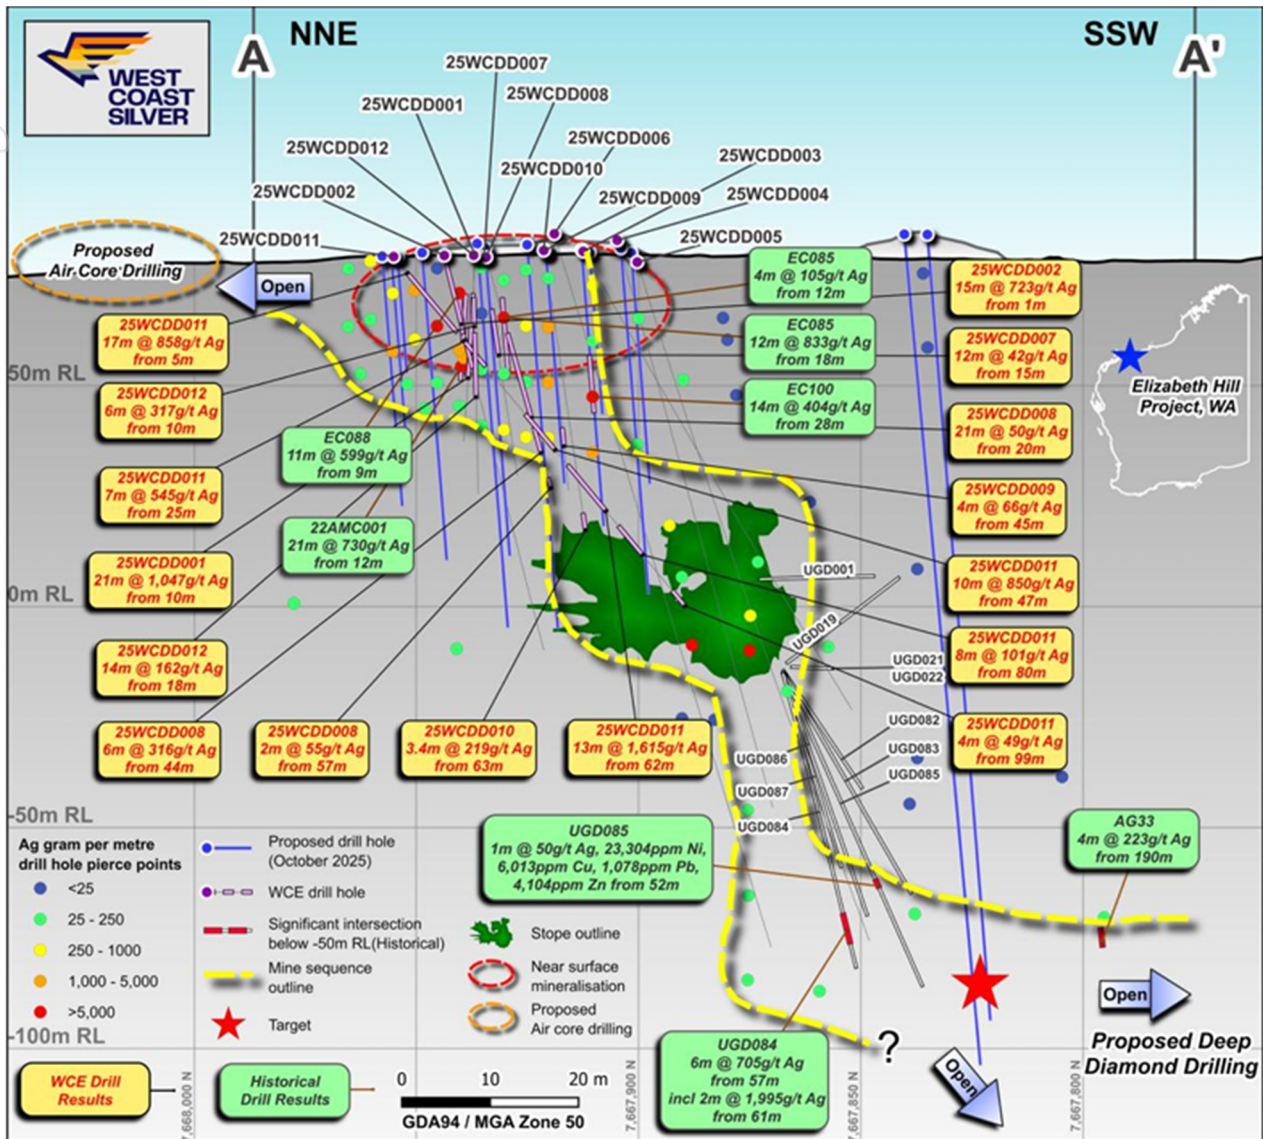 WEST
COAST
SILVER
A
NNE
SSW
A'
25WCDD007
25WCDD001
25WCDD008
25WCDD012
25WCDD006
25WCDD010
25WCDD003
25WCDD002
25WCDD009
25WCDD004
25WCDD011
25WCDD005
Proposed
Air Core Drilling
Open
EC085
4m @ 105g/t Ag
from 12m
25WCDD002
15m @ 723g/t Ag
from 1m
25WCDD011
17m @ 858g/t Ag
from 5m
EC085
12m @ 833g/t Ag
from 18m
25WCDD007
12m @ 42g/t Ag
from 15m
Elizabeth Hill
Project, WA
50m RL
25WCDD012
6m @ 317g/t Ag
from 10m
EC100
14m @ 404g/t Ag
from 28m
25WCDD008
21m @ 50g/t Ag
from 20m
EC088
11m @ 599g/t Ag
from 9m
25WCDD011
7m @ 545g/t Ag
from 25m
25WCDD009
4m @ 66g/t Ag
from 45m
22AMC001
21m @ 730g/t Ag
from 12m
25WCDD001
21m @ 1,047g/t Ag
from 10m
25WCDD011
10m @ 850g/t Ag
from 47m
UGD001
0m RL
UGD019
25WCDD012
14m @ 162g/t Ag
from 18m
25WCDD011
8m @ 101g/t Ag
from 80m
UGD021
UGD022
25WCDD008
6m @ 316g/t Ag
from 44m
25WCDD008
2m @ 55g/t Ag
from 57m
25WCDD010
3.4m @ 219g/t Ag
from 63m
25WCDD011
13m @ 1,615g/t Ag
from 62m
25WCDD011
4m @ 49g/t Ag
from 99m
UGD082
UGD083
UGD085
UGD086
UGD087
UGD084
-50m RL
Ag gram per metre
drill hole pierce points
<25
25 - 250
250 - 1000
1,000 - 5,000
>5,000
Proposed drill hole
(October 2025)
WCE drill hole
Significant intersection
below -50m RL(Historical)
Mine sequence
outline
Target
Stope outline
Near surface
mineralisation
Proposed
Air core drilling
UGD085
1m @ 50g/t Ag, 23,304ppm Ni,
6,013ppm Cu, 1,078ppm Pb,
4,104ppm Zn from 52m
AG33
4m @ 223g/t Ag
from 190m
Open
Proposed Deep
Diamond Drilling
-100m RL
?
Open
UGD084
6m @ 705g/t Ag
from 57m
incl 2m @ 1,995g/t Ag
from 61m
WCE Drill
Results
Historical
Drill Results
0 10 20 m
GDA94 / MGA Zone 50
7,668,000 N
7,667,900 N
7,667,850 N
7,667,800 N